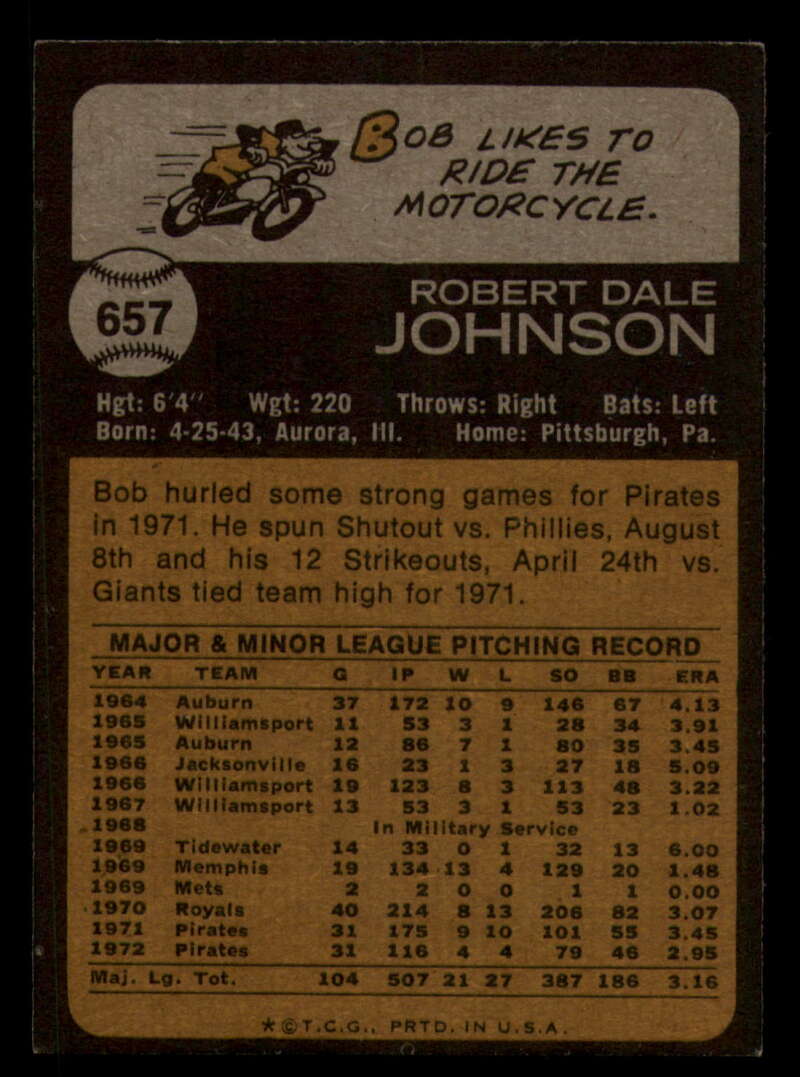 BOB LIKES TO
RIDE THE
MOTORCYCLE.
657
ROBERT DALE
JOHNSON
Hgt: 6'4" Wgt: 220 Throws: Right Bats: Left
Born: 4-25-43, Aurora, Ill. Home: Pittsburgh, Pa.
Bob hurled some strong games for Pirates
in 1971. He spun Shutout vs. Phillies, August
8th and his 12 Strikeouts, April 24th vs.
Giants tied team high for 1971.
MAJOR & MINOR LEAGUE PITCHING RECORD
YEAR TEAM G IP W L SO BB ERA
1964 Auburn 37 172 10 9 146 67 4.13
1965 Williamsport 11 53 3 1 28 34 3.91
1965 Auburn 12 86 7 1 80 35 3.45
1966 Jacksonville 16 23 1 3 27 18 5.09
1966 Williamsport 19 123 8 3 113 48 3.22
1967 Williamsport 13 53 3 1 53 23 1.02
1968 In Military Service
1969 Tidewater 14 33 0 1 32 13 6.00
1969 Memphis 19 134 13 4 129 20 1.48
1969 Mets 2 2 0 0 1 1 0.00
1970 Royals 40 214 8 13 206 82 3.07
1971 Pirates 31 175 9 10 101 55 3.45
1972 Pirates 31 116 4 4 79 46 2.95
Maj. Lg. Tot. 104 507 21 27 387 186 3.16
*©T.C.G., PRTD. IN U.S.A.